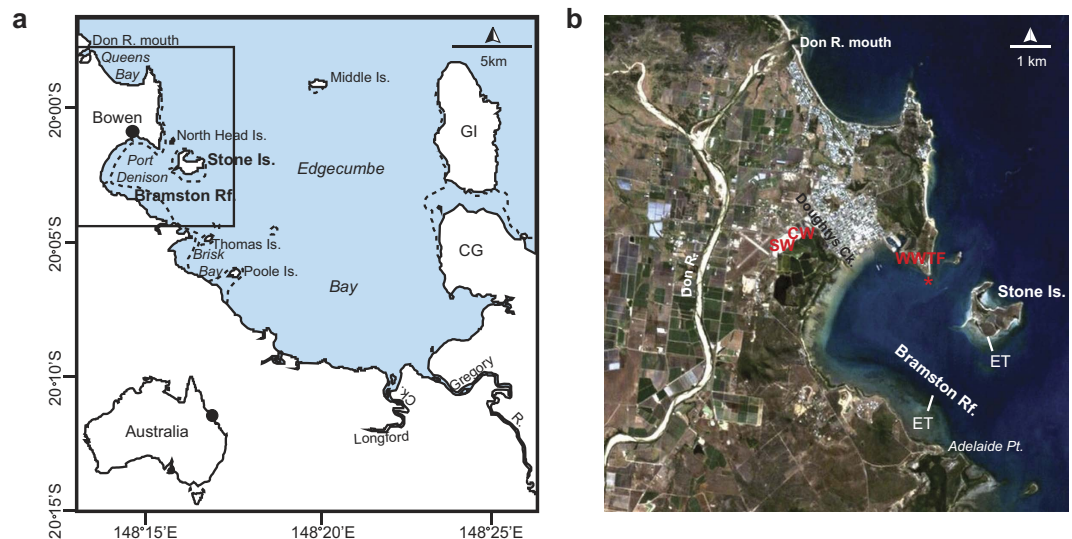 a
Don R. mouth
Queens
Bay
5km
Middle Is.
20°00'S
Bowen
North Head Is.
GI
Port
Denison
Stone Is.
Edgecumbe
Bramston Rf.
20°05'S
Thomas Is.
Brisk
Bay
Poole Is.
CG
Bay
20°10'S
Gregory
R.
Ck.
Longford
Australia
20°15'S
148°15'E
148°20'E
148°25'E
b
Don R. mouth
1 km
Doughtys Ck.
CW
SW
WWTF
*
Don R.
Stone Is.
ET
Bramston Rf.
ET
Adelaide Pt.